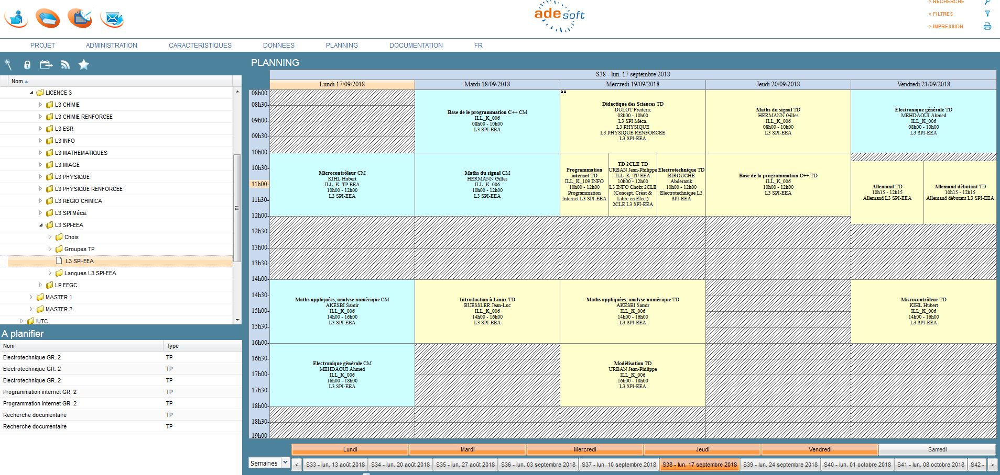 ade soft
> RECHERCHE
> FILTRES
> IMPRESSION
PROJET ADMINISTRATION CARACTERISTIQUES DONNEES PLANNING DOCUMENTATION FR
Nom
LICENCE 3
L3 CHIMIE
L3 CHIMIE RENFORCEE
L3 ESR
L3 INFO
L3 MATHEMATIQUES
L3 MIAGE
L3 PHYSIQUE
L3 PHYSIQUE RENFORCEE
L3 REGIO CHIMICA
L3 SPI Méca.
L3 SPI-EEA
Choix
Groupes TP
L3 SPI-EEA
Langues L3 SPI-EEA
LP EEGC
MASTER 1
MASTER 2
IUTC
A planifier
Nom Type
Electrotechnique GR. 2 TP
Electrotechnique GR. 2 TP
Electrotechnique GR. 2 TP
Programmation internet GR. 2 TP
Programmation internet GR. 2 TP
Recherche documentaire TP
Recherche documentaire TP
PLANNING
S38 - lun. 17 septembre 2018
Lundi 17/09/2018 Mardi 18/09/2018 Mercredi 19/09/2018 Jeudi 20/09/2018 Vendredi 21/09/2018
08h00
08h30
09h00
09h30
10h00
10h30
11h00
11h30
12h00
12h30
13h00
13h30
14h00
14h30
15h00
15h30
16h00
16h30
17h00
17h30
18h00
18h30
19h00
Microcontrôleur CM
KIHL Hubert
ILL_K_TP EEA
10h00 - 12h00
L3 SPI-EEA
Maths appliquées, analyse numérique CM
AKESBI Samir
ILL_K_006
14h00 - 16h00
L3 SPI-EEA
Electronique générale CM
MEHDAOUI Ahmed
ILL_K_006
16h00 - 18h00
L3 SPI-EEA
Base de le programmation C++ CM
ILL_K_006
08h00 - 10h00
L3 SPI-EEA
Maths du signal CM
HERMANN Gilles
ILL_K_006
10h00 - 12h00
L3 SPI-EEA
Introduction à Linux TD
BUESSLER Jean-Luc
ILL_K_006
14h00 - 16h00
L3 SPI-EEA
Didactique des Sciences TD
DULOT Frederic
08h00 - 10h00
L3 SPI Méca.
L3 PHYSIQUE
L3 PHYSIQUE RENFORCEE
L3 SPI-EEA
Programmation
internet TD
ILL_K_109 INFO
10h00 - 12h00
Programmation
Internet L3 SPI-EEA
TD 2CLE TD
URBAN Jean-Philippe
ILL_K_TP EEA
10h00 - 12h00
L3 INFO Choix 2CLE
(Concept. Créat &
Libre en Elect)
2CLE L3 SPI-EEA
Electrotechnique TD
BIROUCHE
Abderazik
10h00 - 12h00
Electrotechnique L3
SPI-EEA
Maths appliquées, analyse numérique TD
AKESBI Samir
ILL_K_006
14h00 - 16h00
L3 SPI-EEA
Modélisation TD
URBAN Jean-Philippe
ILL_K_006
16h00 - 18h00
L3 SPI-EEA
Maths du signal TD
HERMANN Gilles
ILL_K_006
08h00 - 10h00
L3 SPI-EEA
Base de la programmation C++ TD
ILL_K_006
10h00 - 12h00
L3 SPI-EEA
Electronique générale TD
MEHDAOUI Ahmed
ILL_K_006
08h00 - 10h00
L3 SPI-EEA
Allemand TD
10h15 - 12h15
Allemand L3 SPI-EEA
Allemand débutant TD
10h15 - 12h15
Allemand débutant L3 SPI-EEA
Microcontrôleur TD
KIHL Hubert
ILL_K_006
14h00 - 16h00
L3 SPI-EEA
Lundi Mardi Mercredi Jeudi Vendredi Samedi
Semaines < S33 - lun. 13 août 2018 S34 - lun. 20 août 2018 S35 - lun. 27 août 2018 S36 - lun. 03 septembre 2018 S37 - lun. 10 septembre 2018 S38 - lun. 17 septembre 2018 S39 - lun. 24 septembre 2018 S40 - lun. 01 octobre 2018 S41 - lun. 08 octobre 2018 S42 - >